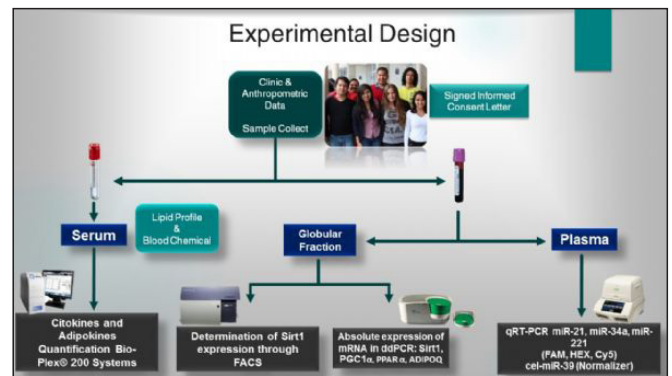 Experimental Design
Clinic &
Anthropometric
Data
Sample Collect
Signed Informed
Consent Letter
Serum
Lipid Profile
&
Blood Chemical
Globular
Fraction
Plasma
Citokines and
Adipokines
Quantification Bio-
Plex® 200 Systems
Determination of Sirt1
expression through
FACS
Absolute expression of
mRNA in ddPCR: Sirt1,
PGC1α, PPAR α, ADIPOQ
qRT-PCR miR-21, miR-34a, miR-
221
(FAM, HEX, Cy5)
cel-miR-39 (Normalizer)